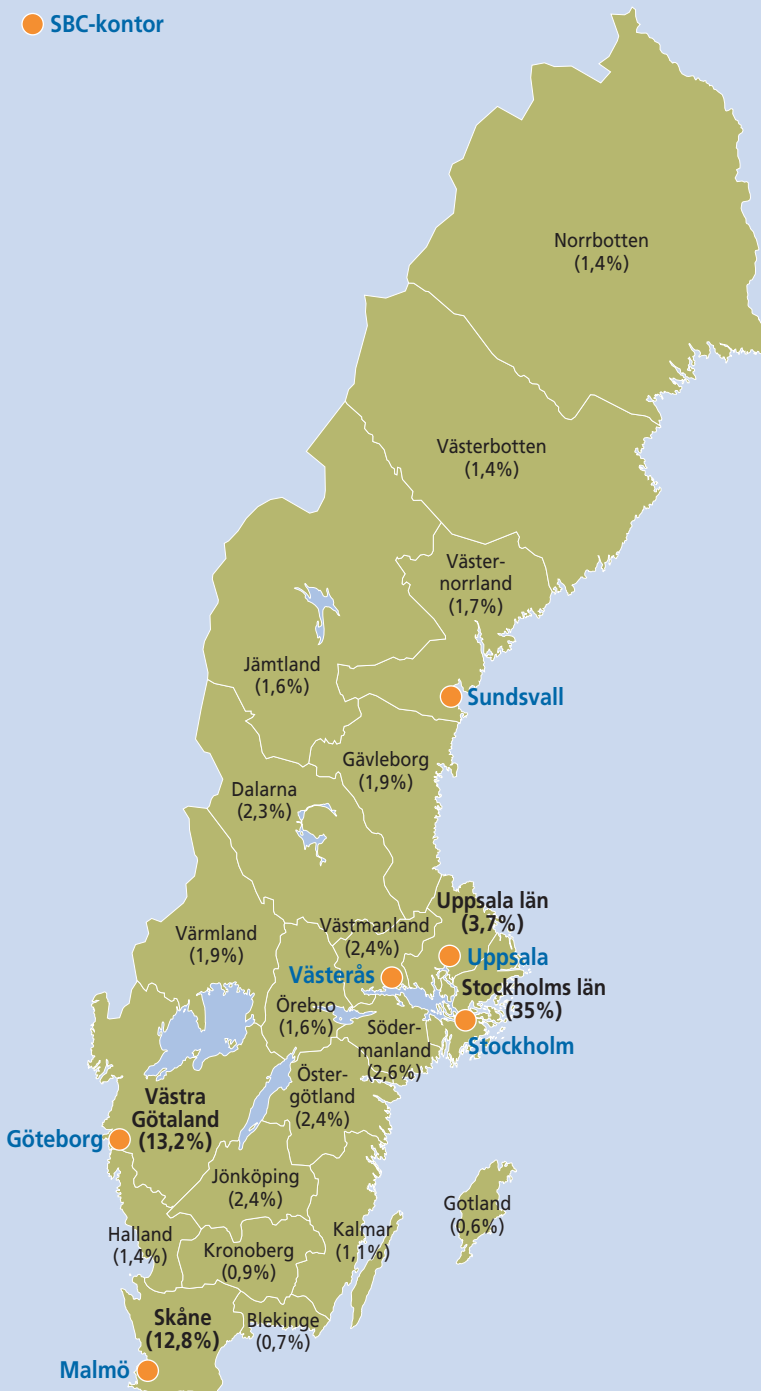 SBC-kontor
Norrbotten
(1,4%)
Västerbotten
(1,4%)
Väster-
norrland
(1,7%)
Jämtland
(1,6%)
Sundsvall
Gävleborg
(1,9%)
Dalarna
(2,3%)
Uppsala län
(3,7%)
Västmanland
(2,4%)
Värmland
(1,9%)
Uppsala
Västerås
Stockholms län
(35%)
Örebro
(1,6%)
Söder-
manland
(2,6%)
Stockholm
Öster-
götland
(2,4%)
Västra
Götaland
(13,2%)
Göteborg
Jönköping
(2,4%)
Gotland
(0,6%)
Halland
(1,4%)
Kronoberg
(0,9%)
Kalmar
(1,1%)
Skåne
(12,8%)
Blekinge
(0,7%)
Malmö